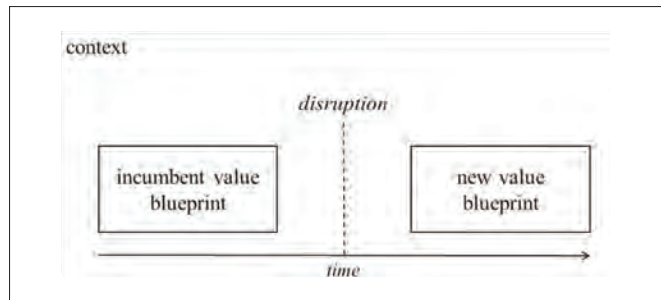 context
disruption
incumbent value
blueprint
new value
blueprint
time